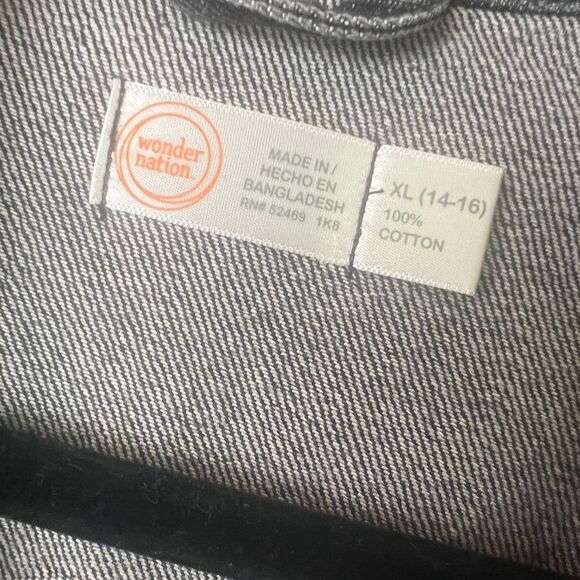 wonder
nation
MADE IN /
HECHO EN
BANGLADESH
RN# 52469 1K8
XL (14-16)
100%
COTTON